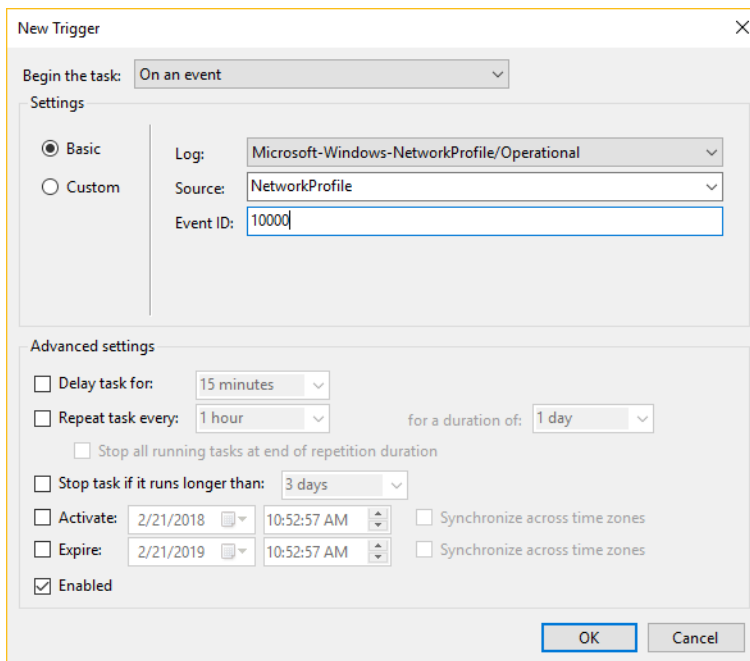 New Trigger
Begin the task: On an event
Settings
Basic
Custom
Log: Microsoft-Windows-NetworkProfile/Operational
Source: NetworkProfile
Event ID: 10000
Advanced settings
Delay task for: 15 minutes
Repeat task every: 1 hour for a duration of: 1 day
Stop all running tasks at end of repetition duration
Stop task if it runs longer than: 3 days
Activate: 2/21/2018 10:52:57 AM Synchronize across time zones
Expire: 2/21/2019 10:52:57 AM Synchronize across time zones
Enabled
OK Cancel